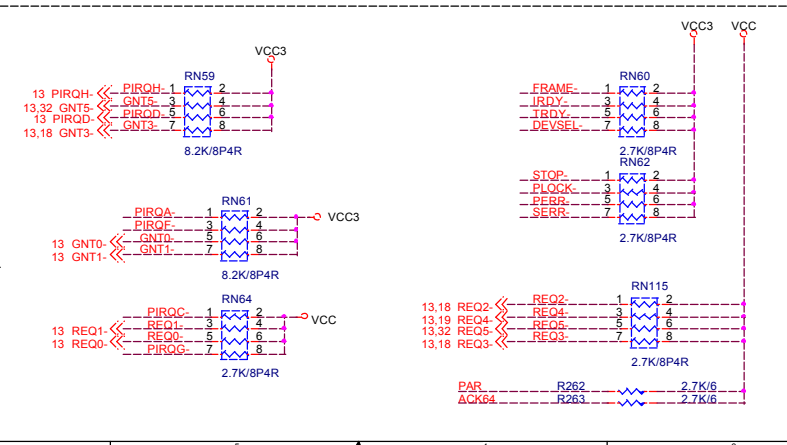 VCC3 VCC
VCC3
RN59
13 PIRQH- PIRQH- 1 2
13,32 GNT5- GNT5- 3 4
13 PIRQD- PIRQD- 5 6
13,18 GNT3- GNT3- 7 8
8.2K/8P4R
RN60
FRAME- 1 2
IRDY- 3 4
TRDY- 5 6
DEVSEL- 7 8
2.7K/8P4R
RN62
STOP- 1 2
PLOCK- 3 4
PERR- 5 6
SERR- 7 8
2.7K/8P4R
RN61
PIRQA- 1 2 VCC3
PIRQF- 3 4
13 GNT0- GNT0- 5 6
13 GNT1- GNT1- 7 8
8.2K/8P4R
RN64
PIRQC- 1 2 VCC
13 REQ1- REQ1- 3 4
13 REQ0- REQ0- 5 6
PIRQG- 7 8
2.7K/8P4R
RN115
13,18 REQ2- REQ2- 1 2
13,19 REQ4- REQ4- 3 4
13,32 REQ5- REQ5- 5 6
13,18 REQ3- REQ3- 7 8
2.7K/8P4R
PAR R262 2.7K/6
ACK64 R263 2.7K/6